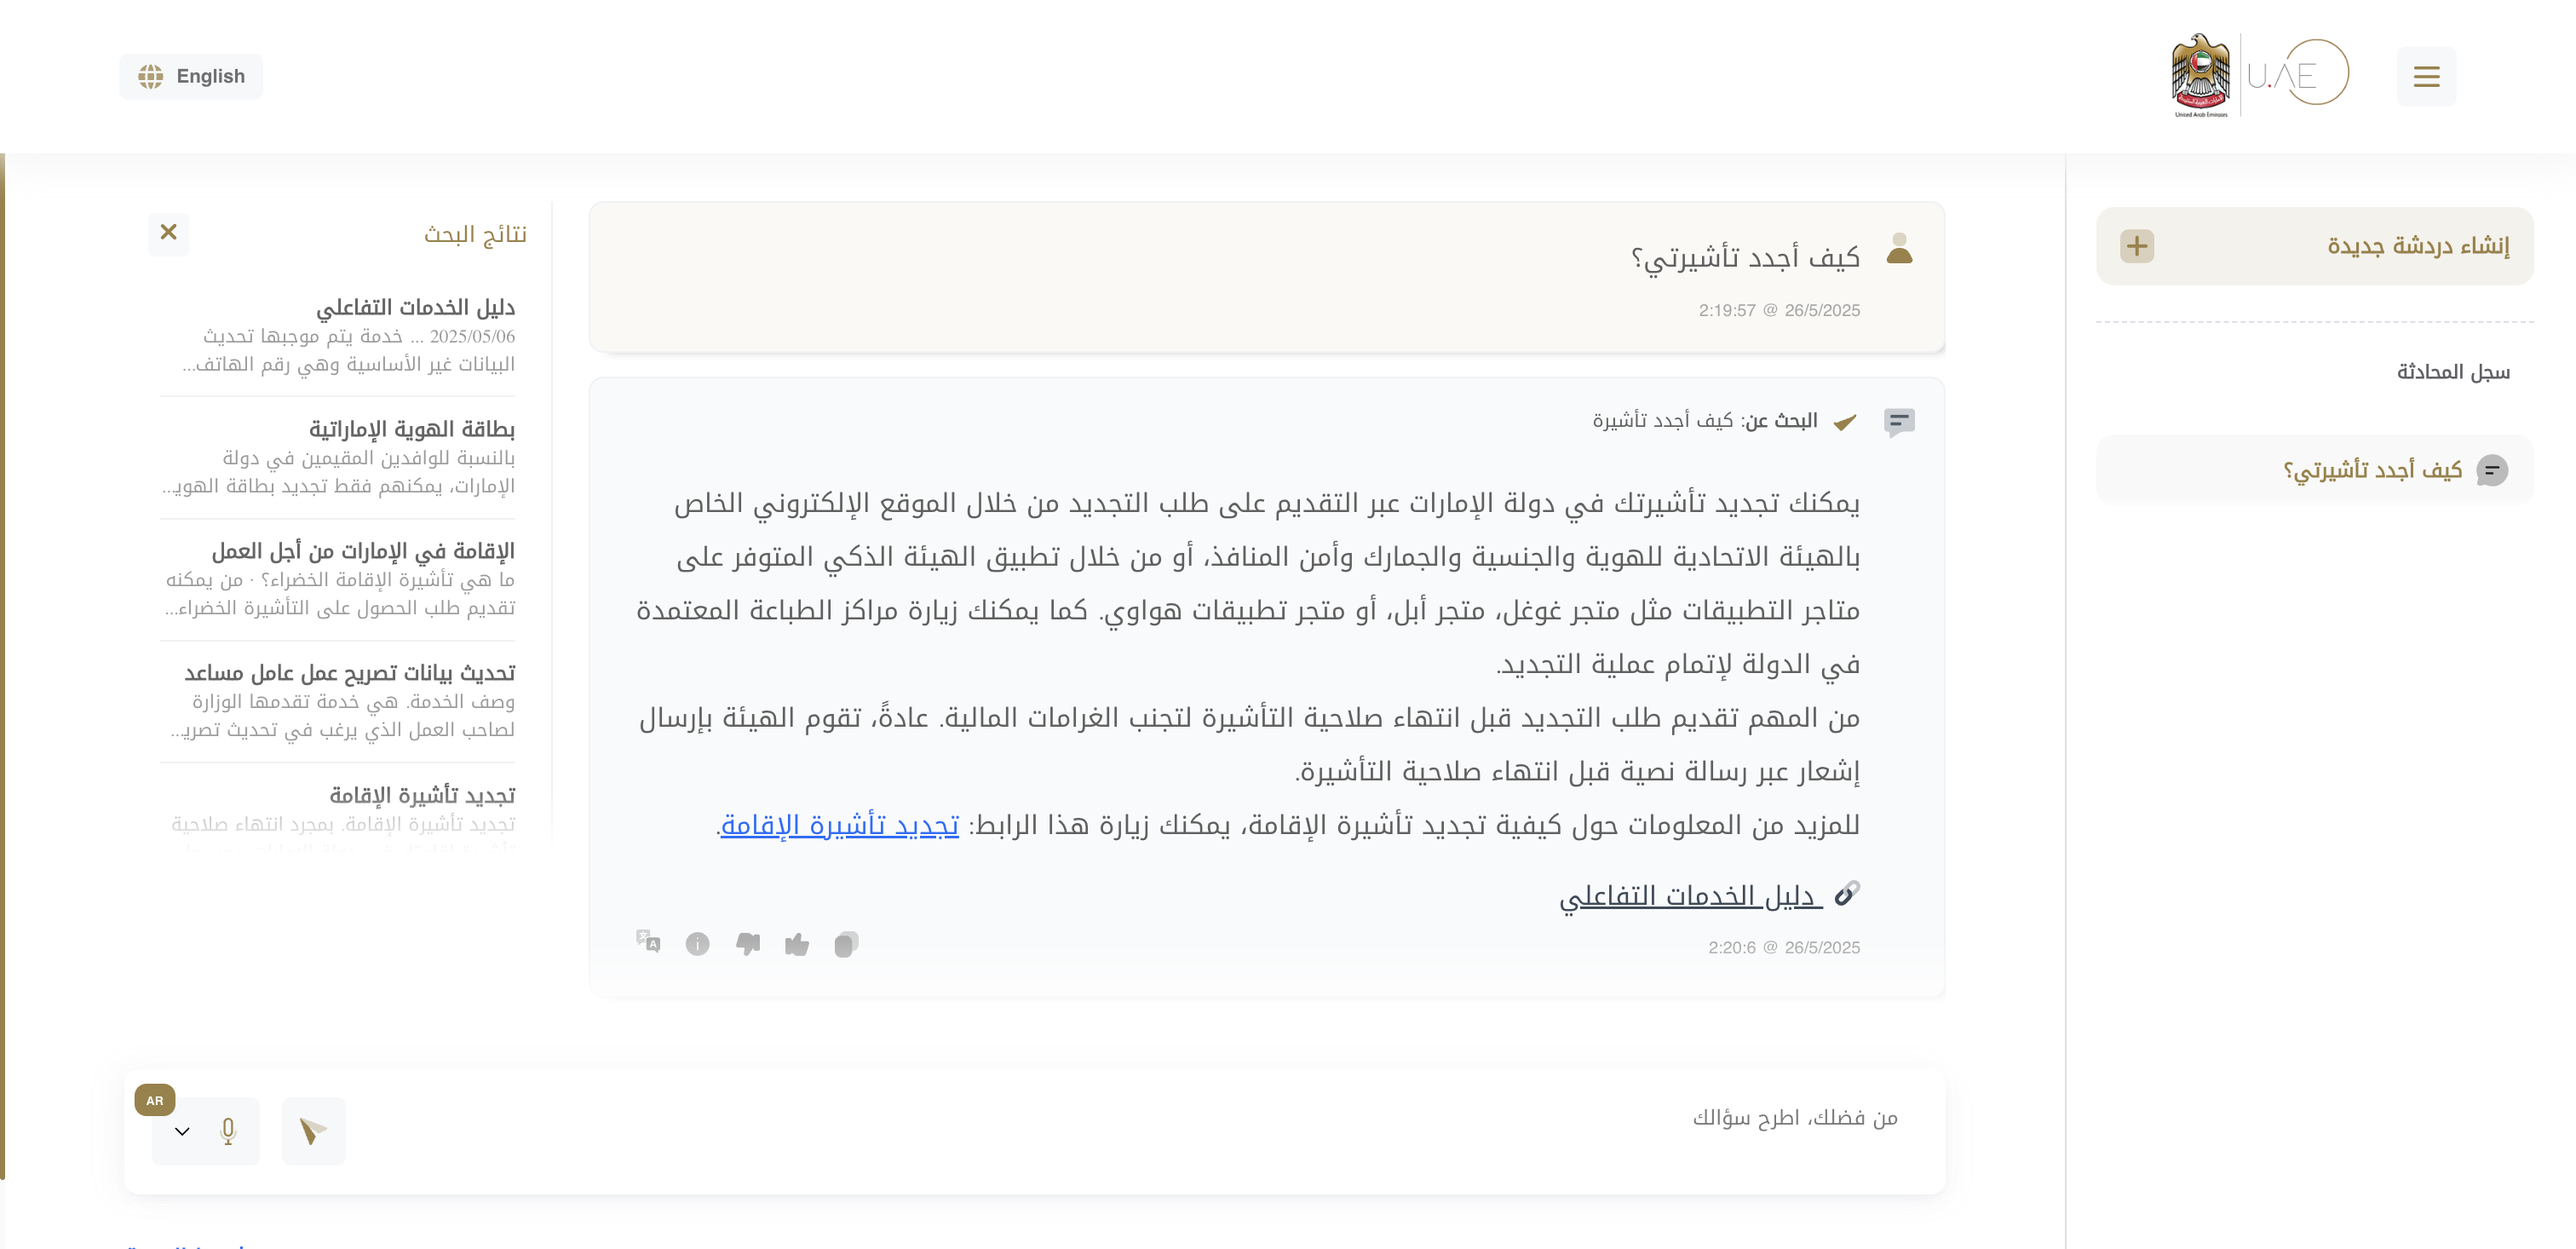 English
United Arab Emirates
U.AE
إنشاء دردشة جديدة
سجل المحادثة
كيف أجدد تأشيرتي؟
كيف أجدد تأشيرتي؟
2:19:57 @ 26/5/2025
البحث عن: كيف أجدد تأشيرة
يمكنك تجديد تأشيرتك في دولة الإمارات عبر التقديم على طلب التجديد من خلال الموقع الإلكتروني الخاص
بالهيئة الاتحادية للهوية والجنسية والجمارك وأمن المنافذ، أو من خلال تطبيق الهيئة الذكي المتوفر على
متاجر التطبيقات مثل متجر غوغل، متجر أبل، أو متجر تطبيقات هواوي. كما يمكنك زيارة مراكز الطباعة المعتمدة
في الدولة لإتمام عملية التجديد.
من المهم تقديم طلب التجديد قبل انتهاء صلاحية التأشيرة لتجنب الغرامات المالية. عادةً، تقوم الهيئة بإرسال
إشعار عبر رسالة نصية قبل انتهاء صلاحية التأشيرة.
للمزيد من المعلومات حول كيفية تجديد تأشيرة الإقامة، يمكنك زيارة هذا الرابط: تجديد تأشيرة الإقامة.
دليل الخدمات التفاعلي
2:20:6 @ 26/5/2025
نتائج البحث
دليل الخدمات التفاعلي
2025/05/06 ... خدمة يتم موجبها تحديث
البيانات غير الأساسية وهي رقم الهاتف...
بطاقة الهوية الإماراتية
بالنسبة للوافدين المقيمين في دولة
الإمارات، يمكنهم فقط تجديد بطاقة الهويـ...
الإقامة في الإمارات من أجل العمل
ما هي تأشيرة الإقامة الخضراء؟ · من يمكنه
تقديم طلب الحصول على التأشيرة الخضراء...
تحديث بيانات تصريح عمل عامل مساعد
وصف الخدمة. هي خدمة تقدمها الوزارة
لصاحب العمل الذي يرغب في تحديث تصريـ...
تجديد تأشيرة الإقامة
تجديد تأشيرة الإقامة. بمجرد انتهاء صلاحية
من فضلك، اطرح سؤالك
AR